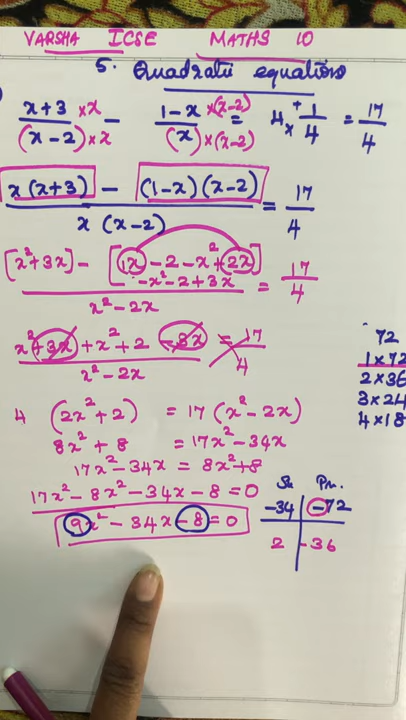 VARSHA ICSE MATHS 10
5. Quadratic equations
(x+3 ×x)/((x-2)×x) - (1-x ×(x-2))/((x)×(x-2)) = 4 × + 1/4 = 17/4
(x(x+3) - (1-x)(x-2))/(x(x-2)) = 17/4
([x²+3x] - [1x-2-x²+2x])/(x²-2x) = 17/4
-x²-2+3x
(x²+3x+x²+2-3x)/(x²-2x) = 17/4
4 (2x²+2) = 17(x²-2x)
8x²+8 = 17x²-34x
17x²-34x = 8x²+8
17x²-8x²-34x-8=0
9x²-34x-8=0
72
1×72
2×36
3×24
4×18
Su Pr.
-34 | -72
2 | -36